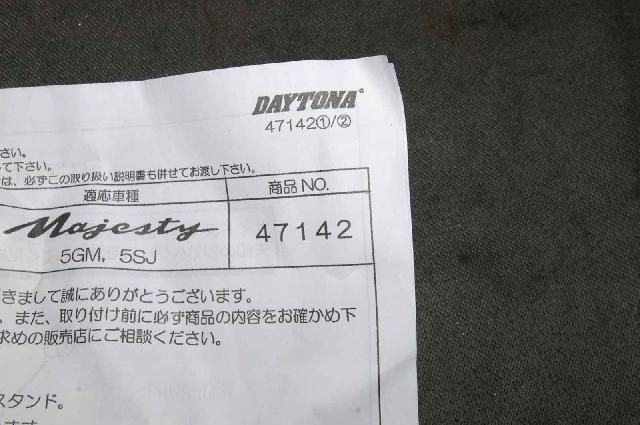 DAYTONA®
47142①/②
さい。
して下さい。
は、必ずこの取り扱い説明書も併せてお渡し下さい。
適応車種
商品NO.
Majesty
47142
5GM, 5SJ
きまして誠にありがとうございます。
。また、取り付け前に必ず商品の内容をお確かめ下
求めの販売店にご相談ください。
スタンド。
ます。